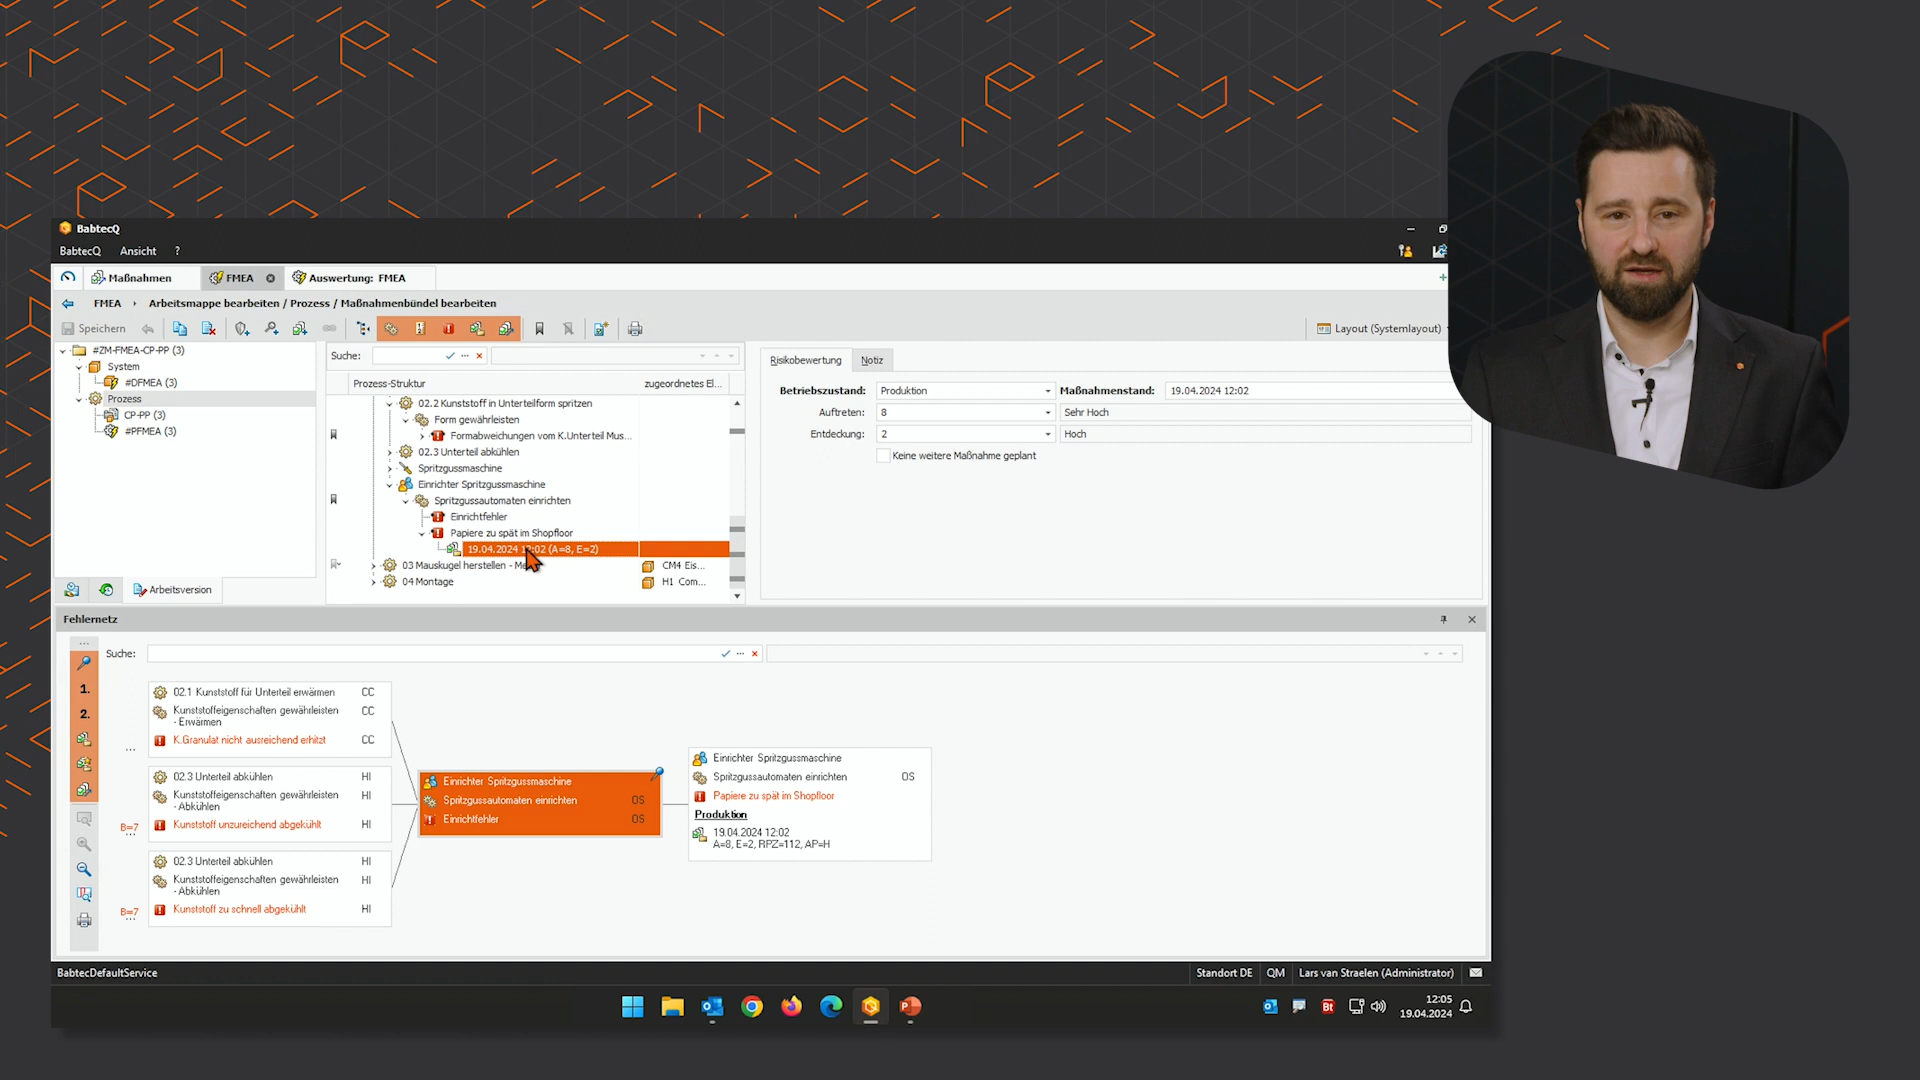 BabtecQ
BabtecQ Ansicht ?
Maßnahmen
FMEA
Auswertung: FMEA
FMEA › Arbeitsmappe bearbeiten / Prozess / Maßnahmenbündel bearbeiten
Speichern
Layout (Systemlayout)
#ZM-FMEA-CP-PP (3)
System
#DFMEA (3)
Prozess
CP-PP (3)
#PFMEA (3)
Arbeitsversion
Suche:
Prozess-Struktur
zugeordnetes El...
02.2 Kunststoff in Unterteilform spritzen
Form gewährleisten
Formabweichungen vom K.Unterteil Mus...
02.3 Unterteil abkühlen
Spritzgussmaschine
Einrichter Spritzgussmaschine
Spritzgussautomaten einrichten
Einrichtfehler
Papiere zu spät im Shopfloor
19.04.2024 12:02 (A=8, E=2)
03 Mauskugel herstellen - Me
CM4 Eis...
04 Montage
H1 Com...
Risikobewertung
Notiz
Betriebszustand: Produktion
Maßnahmenstand: 19.04.2024 12:02
Auftreten: 8 Sehr Hoch
Entdeckung: 2 Hoch
Keine weitere Maßnahme geplant
Fehlernetz
Suche:
1.
2.
02.1 Kunststoff für Unterteil erwärmen CC
Kunststoffeigenschaften gewährleisten CC
- Erwärmen
K.Granulat nicht ausreichend erhitzt CC
...
02.3 Unterteil abkühlen HI
Kunststoffeigenschaften gewährleisten HI
- Abkühlen
Kunststoff unzureichend abgekühlt HI
B=7
...
02.3 Unterteil abkühlen HI
Kunststoffeigenschaften gewährleisten HI
- Abkühlen
Kunststoff zu schnell abgekühlt HI
B=7
...
Einrichter Spritzgussmaschine
Spritzgussautomaten einrichten OS
Einrichtfehler OS
Einrichter Spritzgussmaschine
Spritzgussautomaten einrichten OS
Papiere zu spät im Shopfloor
Produktion
19.04.2024 12:02
A=8, E=2, RPZ=112, AP=H
BabtecDefaultService
Standort DE
QM
Lars van Straelen (Administrator)
Bt
12:05
19.04.2024